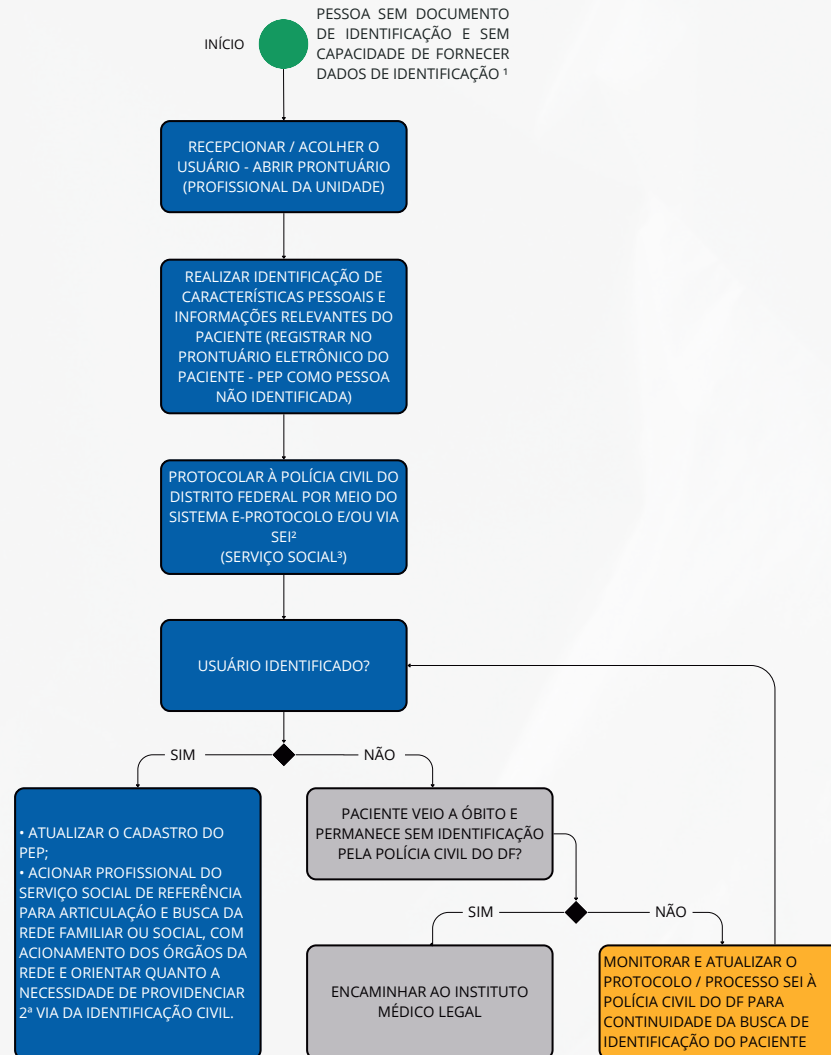 INÍCIO
PESSOA SEM DOCUMENTO
DE IDENTIFICAÇÃO E SEM
CAPACIDADE DE FORNECER
DADOS DE IDENTIFICAÇÃO ¹
RECEPCIONAR / ACOLHER O
USUÁRIO - ABRIR PRONTUÁRIO
(PROFISSIONAL DA UNIDADE)
REALIZAR IDENTIFICAÇÃO DE
CARACTERÍSTICAS PESSOAIS E
INFORMAÇÕES RELEVANTES DO
PACIENTE (REGISTRAR NO
PRONTUÁRIO ELETRÔNICO DO
PACIENTE - PEP COMO PESSOA
NÃO IDENTIFICADA)
PROTOCOLAR À POLÍCIA CIVIL DO
DISTRITO FEDERAL POR MEIO DO
SISTEMA E-PROTOCOLO E/OU VIA
SEI²
(SERVIÇO SOCIAL³)
USUÁRIO IDENTIFICADO?
SIM
NÃO
• ATUALIZAR O CADASTRO DO
PEP;
• ACIONAR PROFISSIONAL DO
SERVIÇO SOCIAL DE REFERÊNCIA
PARA ARTICULAÇÁO E BUSCA DA
REDE FAMILIAR OU SOCIAL, COM
ACIONAMENTO DOS ÓRGÃOS DA
REDE E ORIENTAR QUANTO A
NECESSIDADE DE PROVIDENCIAR
2ª VIA DA IDENTIFICAÇÃO CIVIL.
PACIENTE VEIO A ÓBITO E
PERMANECE SEM IDENTIFICAÇÃO
PELA POLÍCIA CIVIL DO DF?
SIM
NÃO
ENCAMINHAR AO INSTITUTO
MÉDICO LEGAL
MONITORAR E ATUALIZAR O
PROTOCOLO / PROCESSO SEI À
POLÍCIA CIVIL DO DF PARA
CONTINUIDADE DA BUSCA DE
IDENTIFICAÇÃO DO PACIENTE